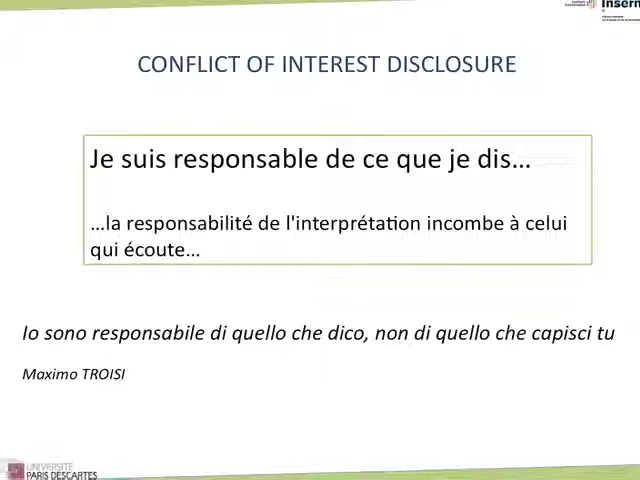 Inserm
CONFLICT OF INTEREST DISCLOSURE
Je suis responsable de ce que je dis...
...la responsabilité de l'interprétation incombe à celui
qui écoute...
Io sono responsabile di quello che dico, non di quello che capisci tu
Maximo TROISI
UNIVERSITÉ
PARIS DESCARTES